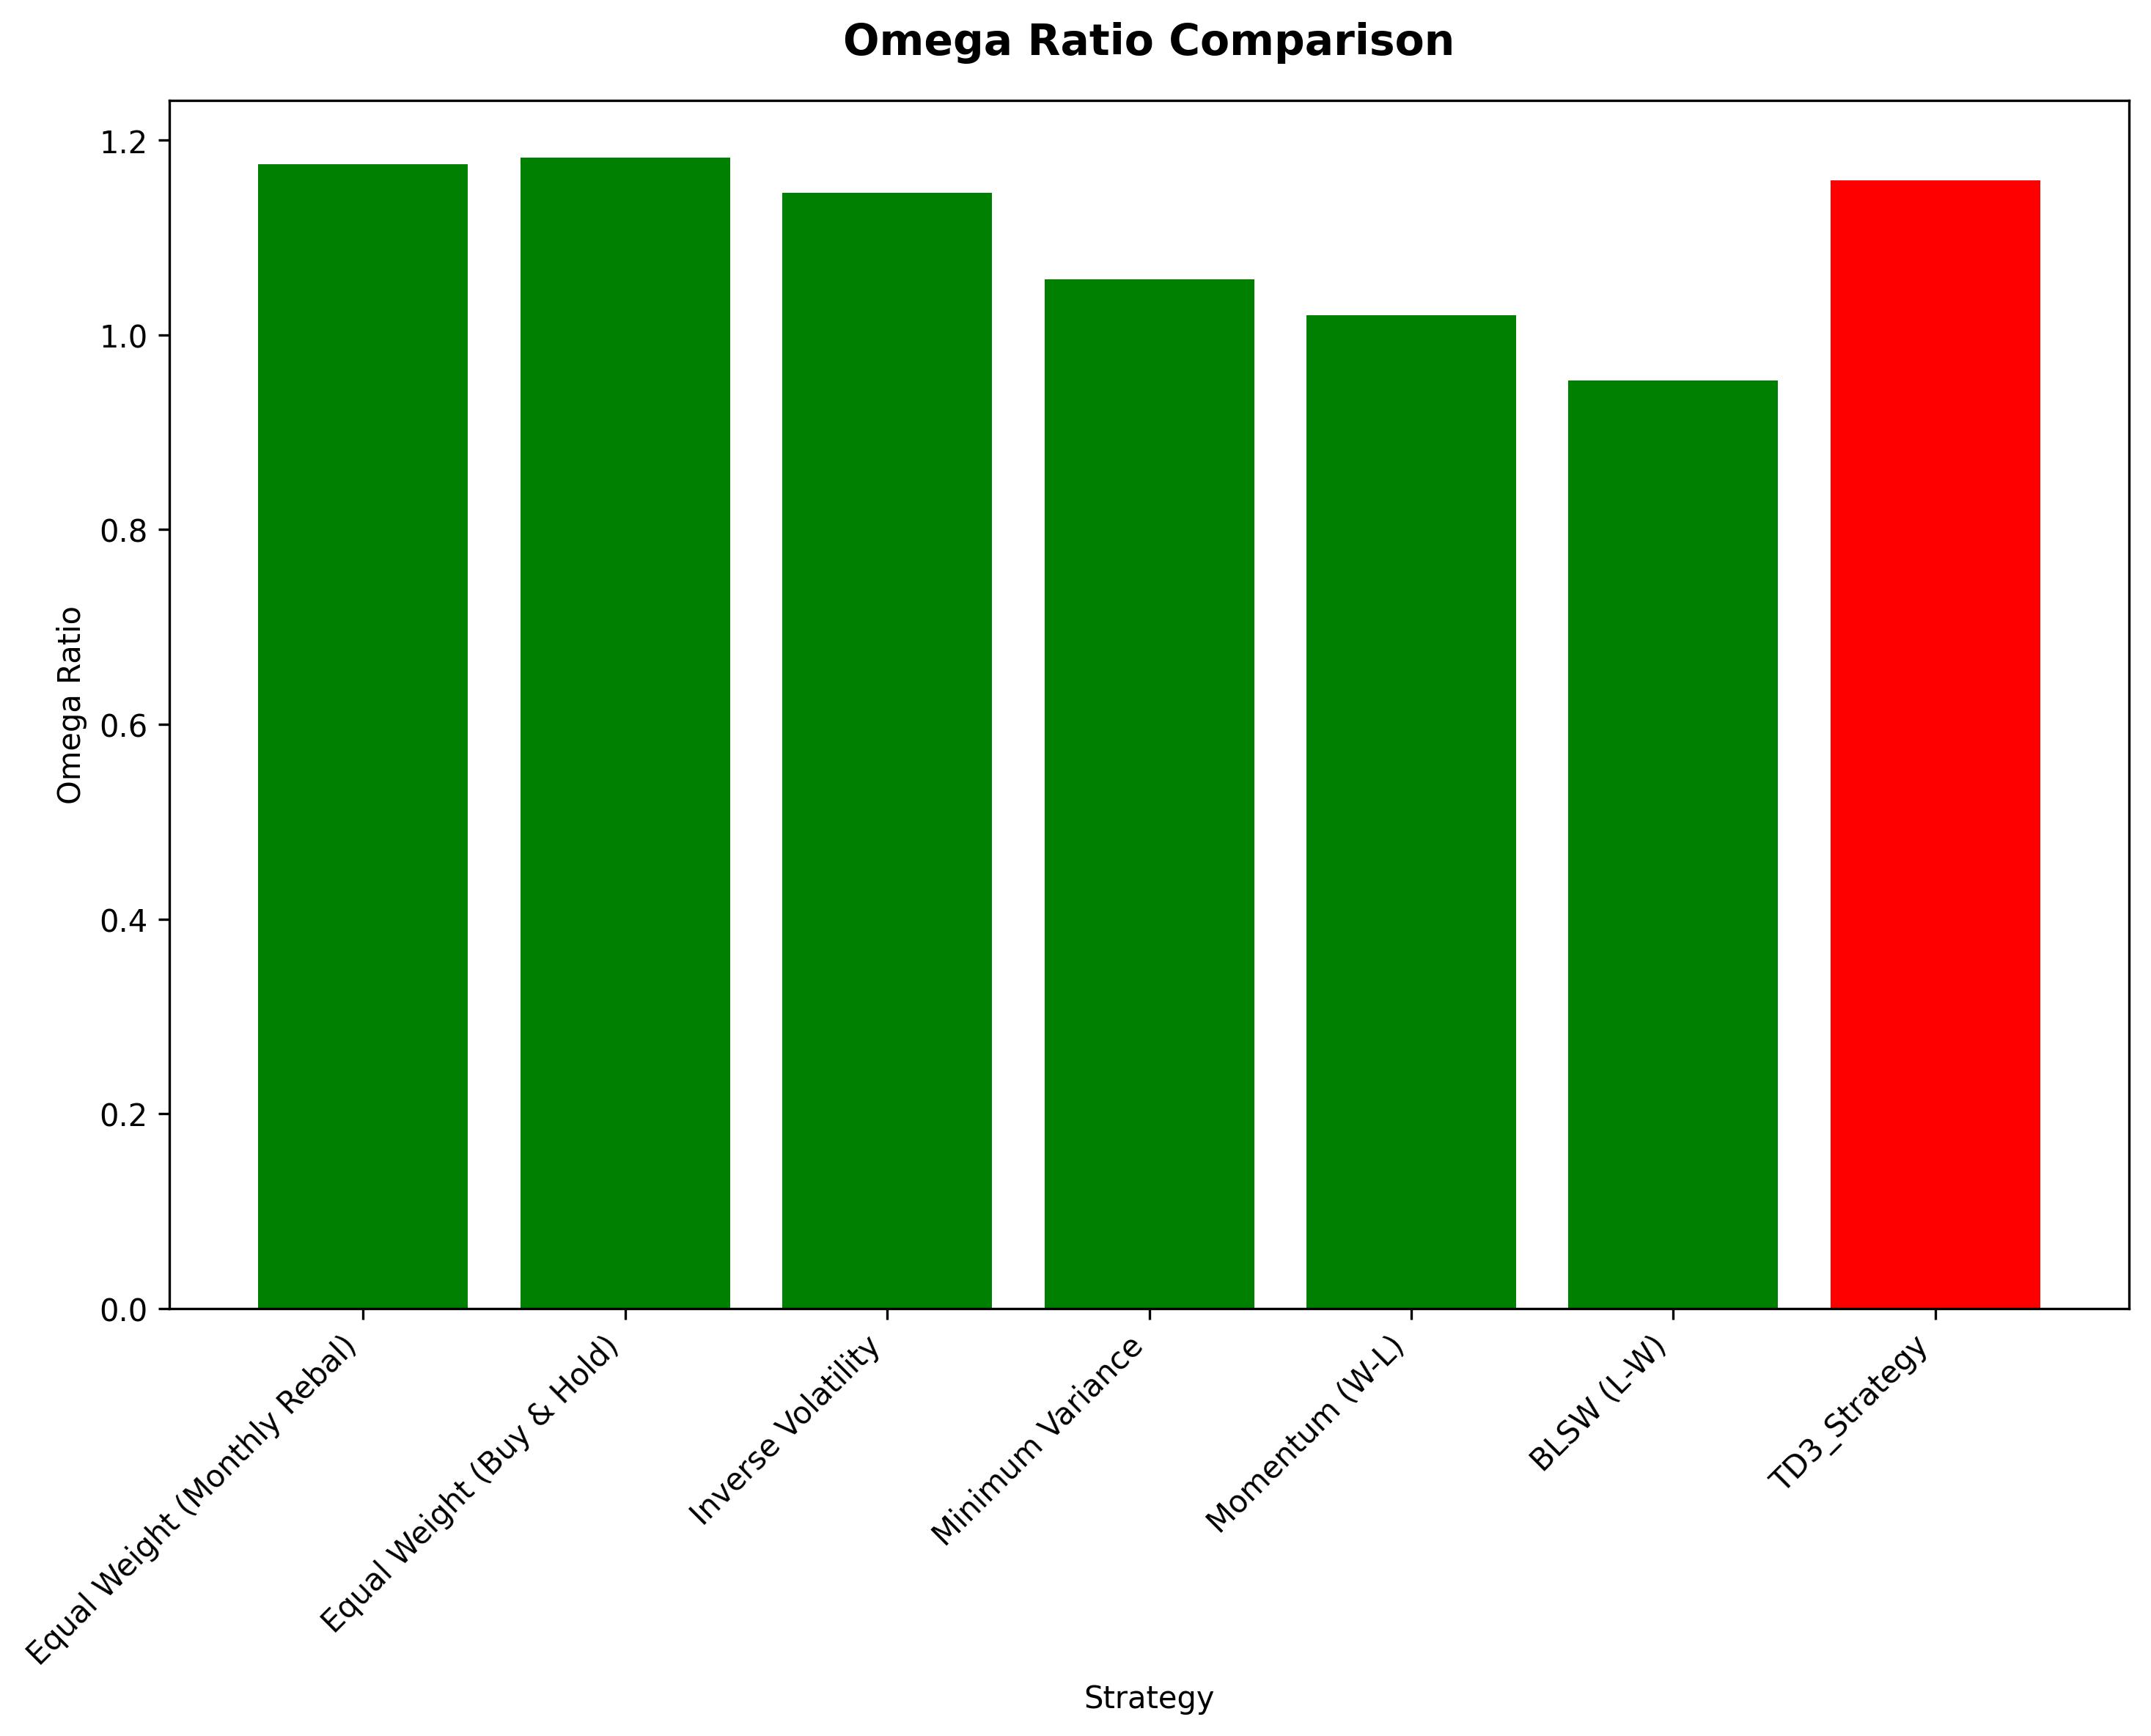 Omega Ratio Comparison
Omega Ratio
1.2
1.0
0.8
0.6
0.4
0.2
0.0
Equal Weight (Monthly Rebal)
Equal Weight (Buy & Hold)
Inverse Volatility
Minimum Variance
Momentum (W-L)
BLSW (L-W)
TD3_Strategy
Strategy